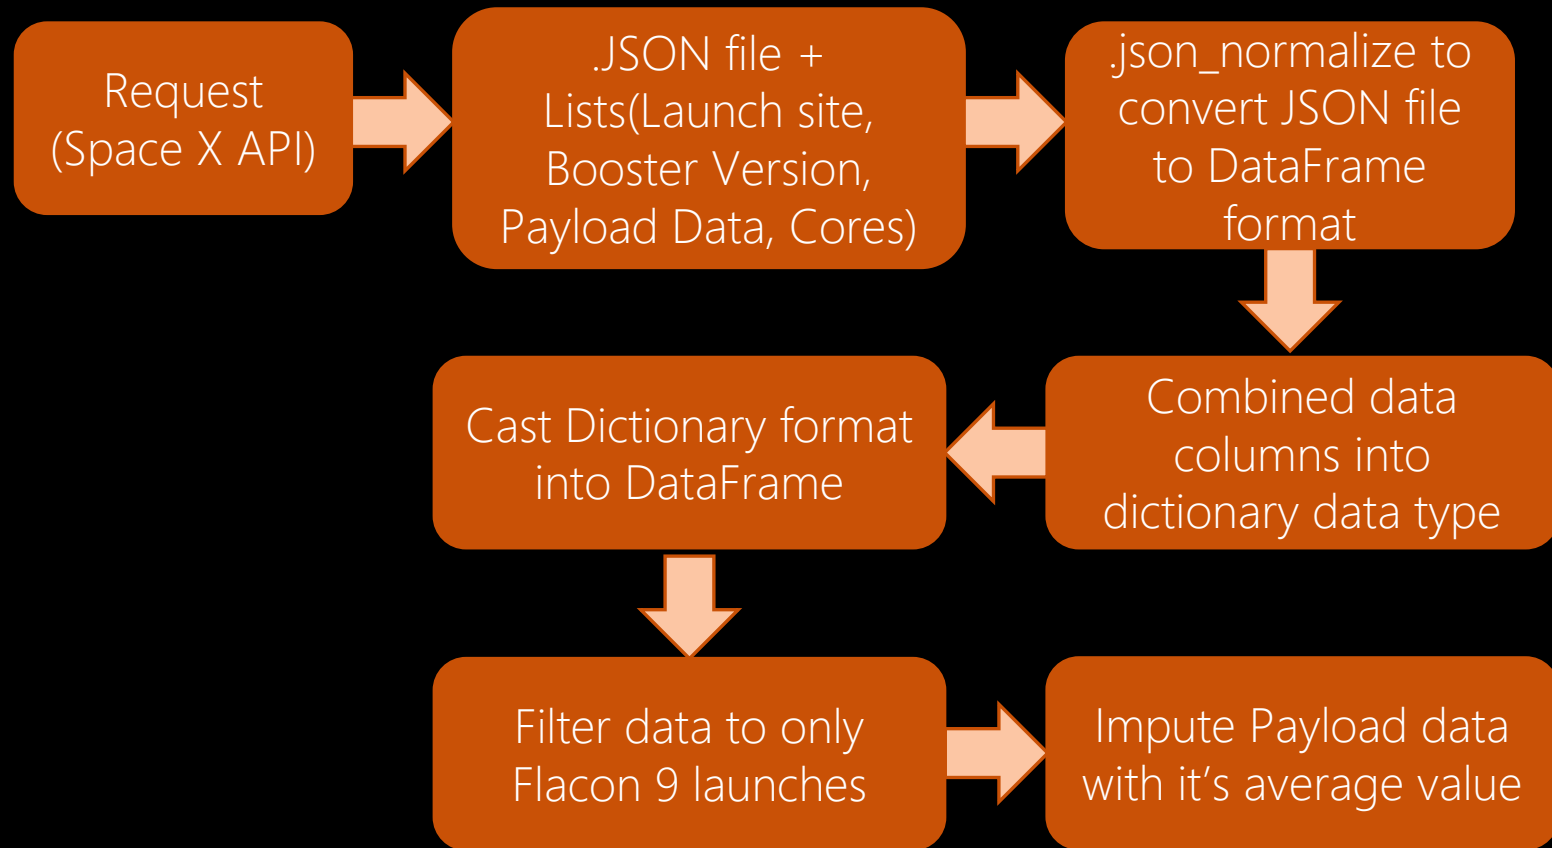 Request
(Space X API)
.JSON file +
Lists(Launch site,
Booster Version,
Payload Data, Cores)
.json_normalize to
convert JSON file
to DataFrame
format
Combined data
columns into
dictionary data type
Cast Dictionary format
into DataFrame
Filter data to only
Flacon 9 launches
Impute Payload data
with it’s average value